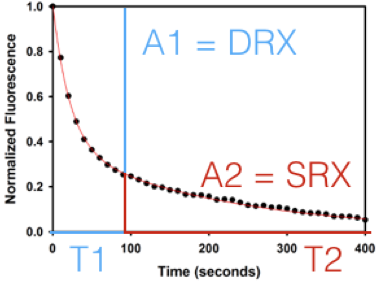 Normalized Fluorescence
1.0
0.8
0.6
0.4
0.2
0.0
A1 = DRX
A2 = SRX
0
100
200
300
400
T1
T2
Time (seconds)